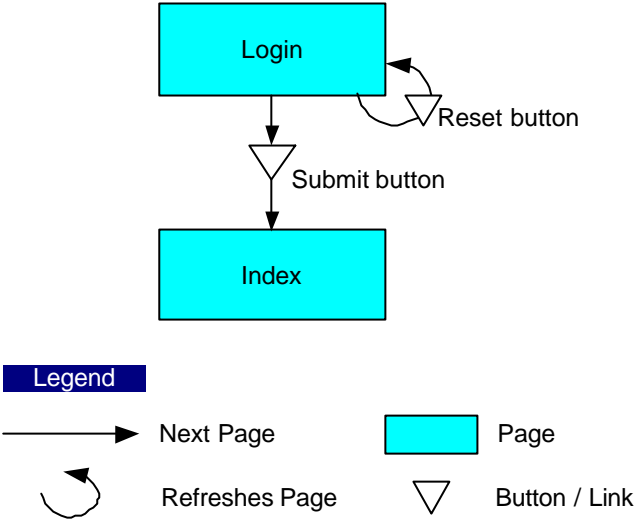 Login
Reset button
Submit button
Index
Legend
Next Page
Page
Refreshes Page
Button / Link